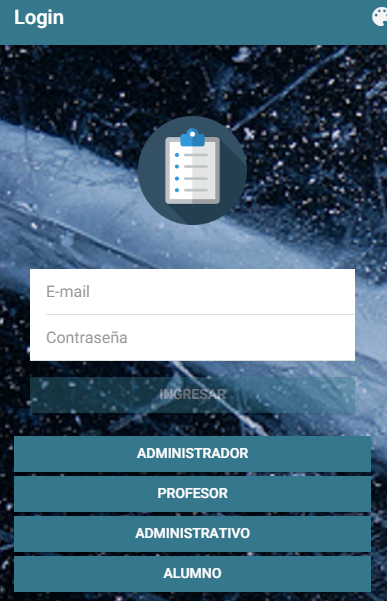 Login
E-mail
Contraseña
INGRESAR
ADMINISTRADOR
PROFESOR
ADMINISTRATIVO
ALUMNO